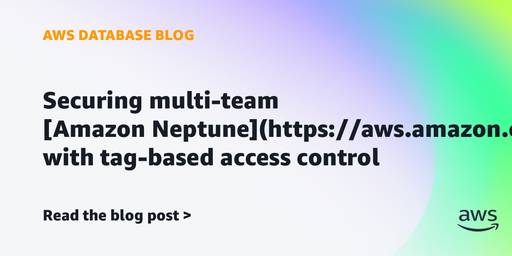 AWS DATABASE BLOG
Securing multi-team
[Amazon Neptune](https://aws.amazon.c
with tag-based access control
Read the blog post >
aws